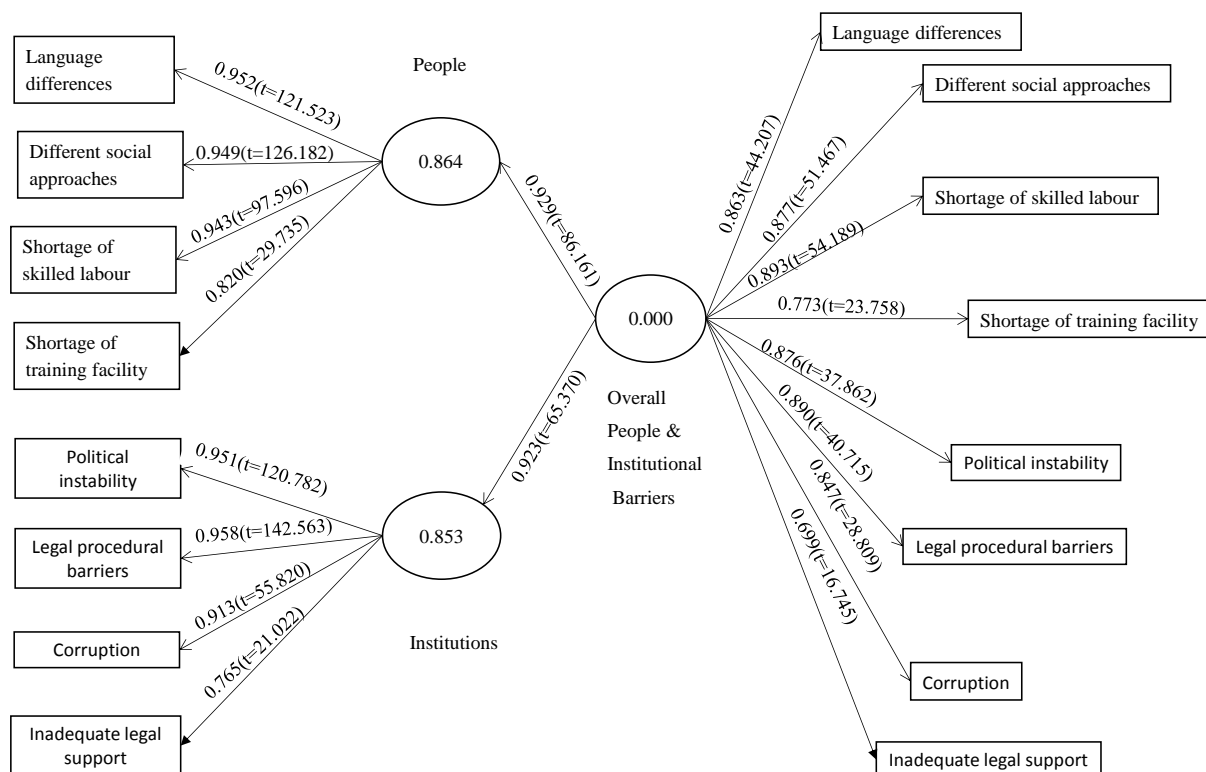 Language
differences
Different social
approaches
Shortage of
skilled labour
Shortage of
training facility
Political
instability
Legal procedural
barriers
Corruption
Inadequate legal
support
0.952(t=121.523)
0.949(t=126.182)
0.943(t=97.596)
0.820(t=29.735)
0.951(t=120.782)
0.958(t=142.563)
0.913(t=55.820)
0.765(t=21.022)
People
0.864
0.853
Institutions
0.929(t=86.161)
0.923(t=65.370)
0.000
Overall
People &
Institutional
Barriers
0.863(t=44.207)
0.877(t=51.467)
0.893(t=54.189)
0.773(t=23.758)
0.876(t=37.862)
0.890(t=40.715)
0.847(t=28.809)
0.699(t=16.745)
Language differences
Different social approaches
Shortage of skilled labour
Shortage of training facility
Political instability
Legal procedural barriers
Corruption
Inadequate legal support